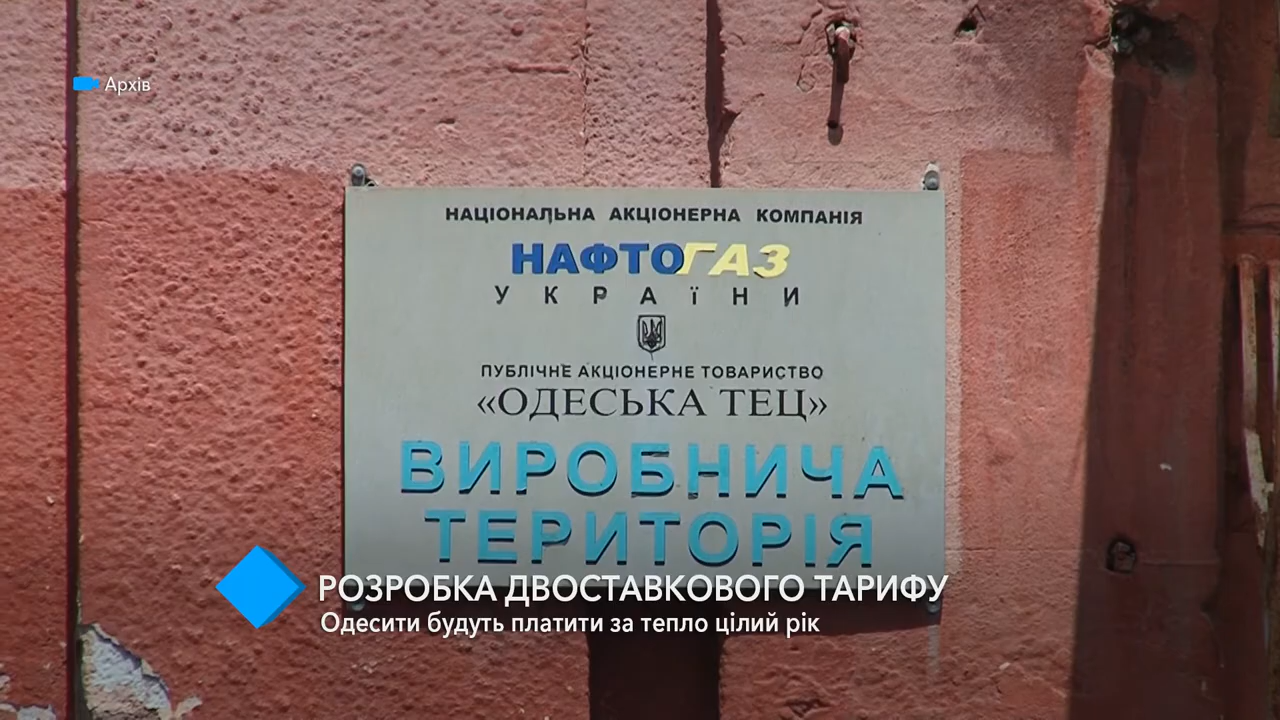 Архів
НАЦІОНАЛЬНА АКЦІОНЕРНА КОМПАНІЯ
НАФТОГАЗ
УКРАЇНИ
ПУБЛІЧНЕ АКЦІОНЕРНЕ ТОВАРИСТВО
«ОДЕСЬКА ТЕЦ»
ВИРОБНИЧА
ТЕРИТОРІЯ
РОЗРОБКА ДВОСТАВКОВОГО ТАРИФУ
Одесити будуть платити за тепло цілий рік